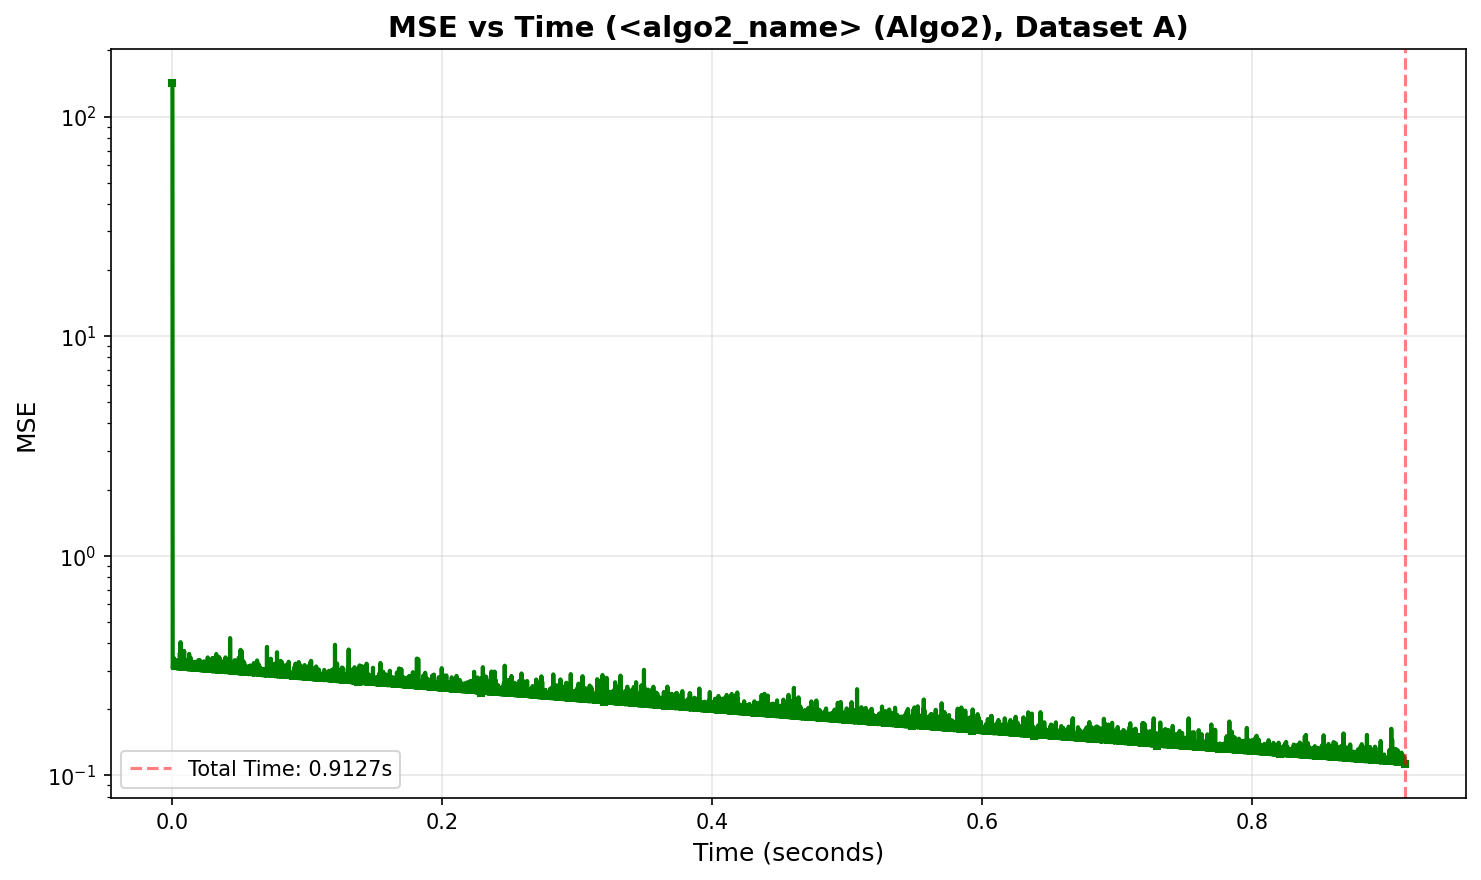 MSE vs Time (<algo2_name> (Algo2), Dataset A)
MSE
10²
10¹
10⁰
10⁻¹
Total Time: 0.9127s
0.0 0.2 0.4 0.6 0.8
Time (seconds)